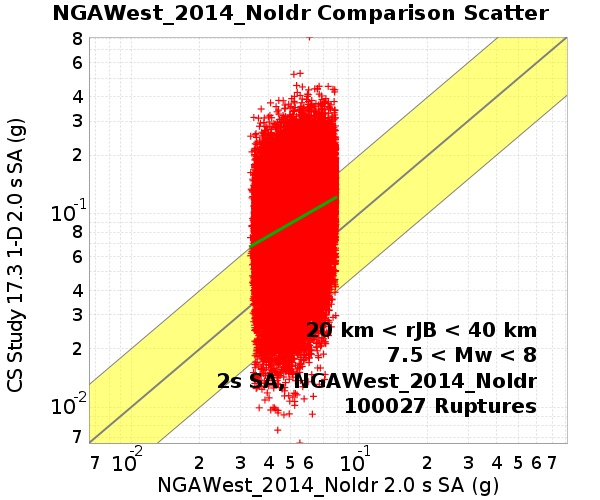 NGAWest_2014_NoIdr Comparison Scatter
CS Study 17.3 1-D 2.0 s SA (g)
8
6
4
3
2
10^-1
8
6
4
3
2
10^-2
7
20 km < rJB < 40 km
7.5 < Mw < 8
2s SA, NGAWest_2014_NoIdr
100027 Ruptures
7 10^-2 2 3 4 5 6 10^-1 2 3 4 5 6 7
NGAWest_2014_NoIdr 2.0 s SA (g)